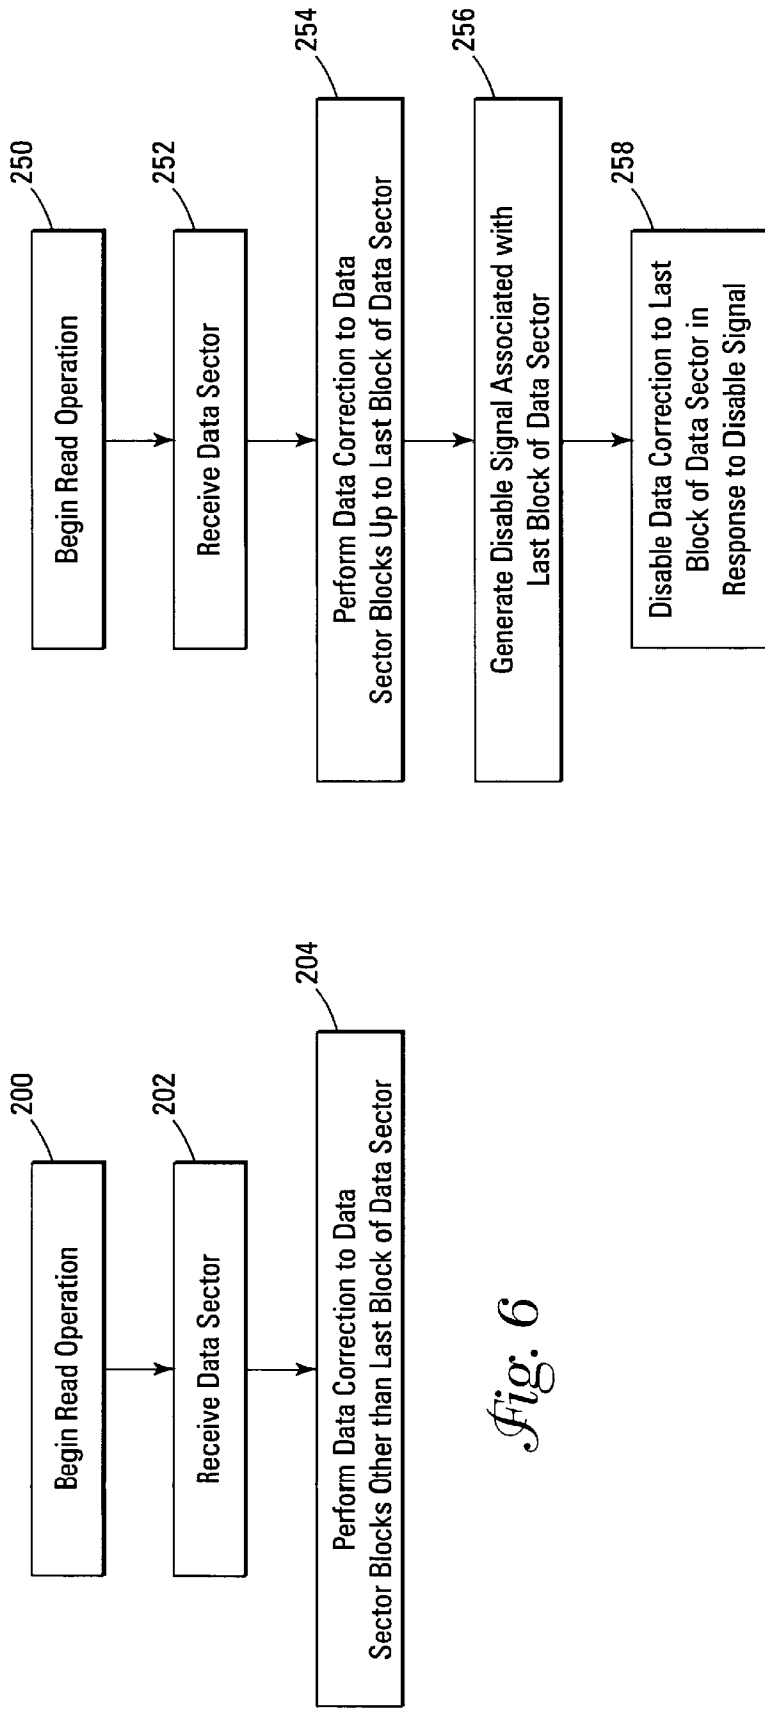 200
Begin Read Operation
202
Receive Data Sector
204
Perform Data Correction to Data
Sector Blocks Other than Last Block of Data Sector
Fig. 6
250
Begin Read Operation
252
Receive Data Sector
254
Perform Data Correction to Data
Sector Blocks Up to Last Block of Data Sector
256
Generate Disable Signal Associated with
Last Block of Data Sector
258
Disable Data Correction to Last
Block of Data Sector in
Response to Disable Signal